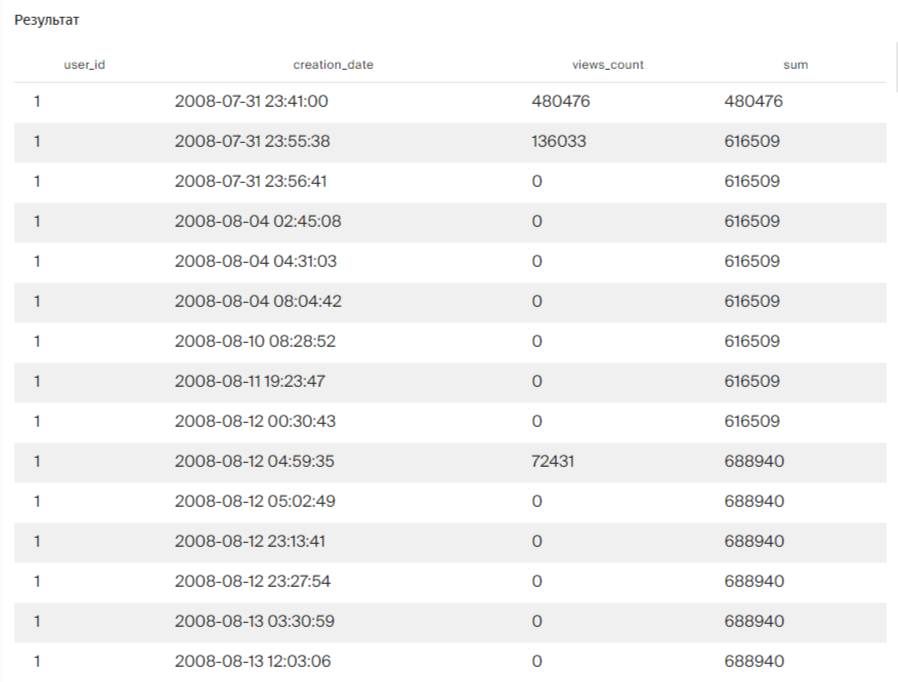 Результат
user_id creation_date views_count sum
1 2008-07-31 23:41:00 480476 480476
1 2008-07-31 23:55:38 136033 616509
1 2008-07-31 23:56:41 0 616509
1 2008-08-04 02:45:08 0 616509
1 2008-08-04 04:31:03 0 616509
1 2008-08-04 08:04:42 0 616509
1 2008-08-10 08:28:52 0 616509
1 2008-08-11 19:23:47 0 616509
1 2008-08-12 00:30:43 0 616509
1 2008-08-12 04:59:35 72431 688940
1 2008-08-12 05:02:49 0 688940
1 2008-08-12 23:13:41 0 688940
1 2008-08-12 23:27:54 0 688940
1 2008-08-13 03:30:59 0 688940
1 2008-08-13 12:03:06 0 688940